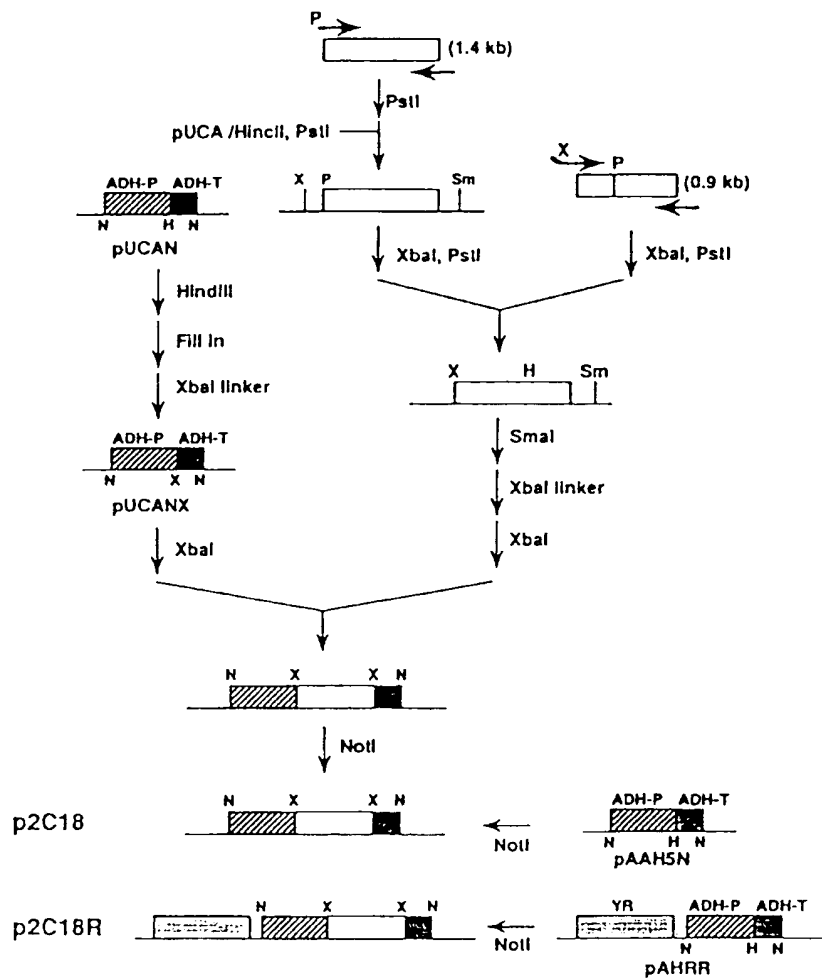 P
(1.4 kb)
PstI
pUCA /HincII, PstI
X P Sm
X
P
(0.9 kb)
ADH-P ADH-T
N H N
pUCAN
XbaI, PstI
XbaI, PstI
HindIII
Fill In
XbaI linker
X H Sm
ADH-P ADH-T
N X N
pUCANX
SmaI
XbaI linker
XbaI
XbaI
N X X N
NotI
p2C18
N X X N
NotI
ADH-P ADH-T
N H N
pAAH5N
p2C18R
N X X N
NotI
YR ADH-P ADH-T
N H N
pAHRR